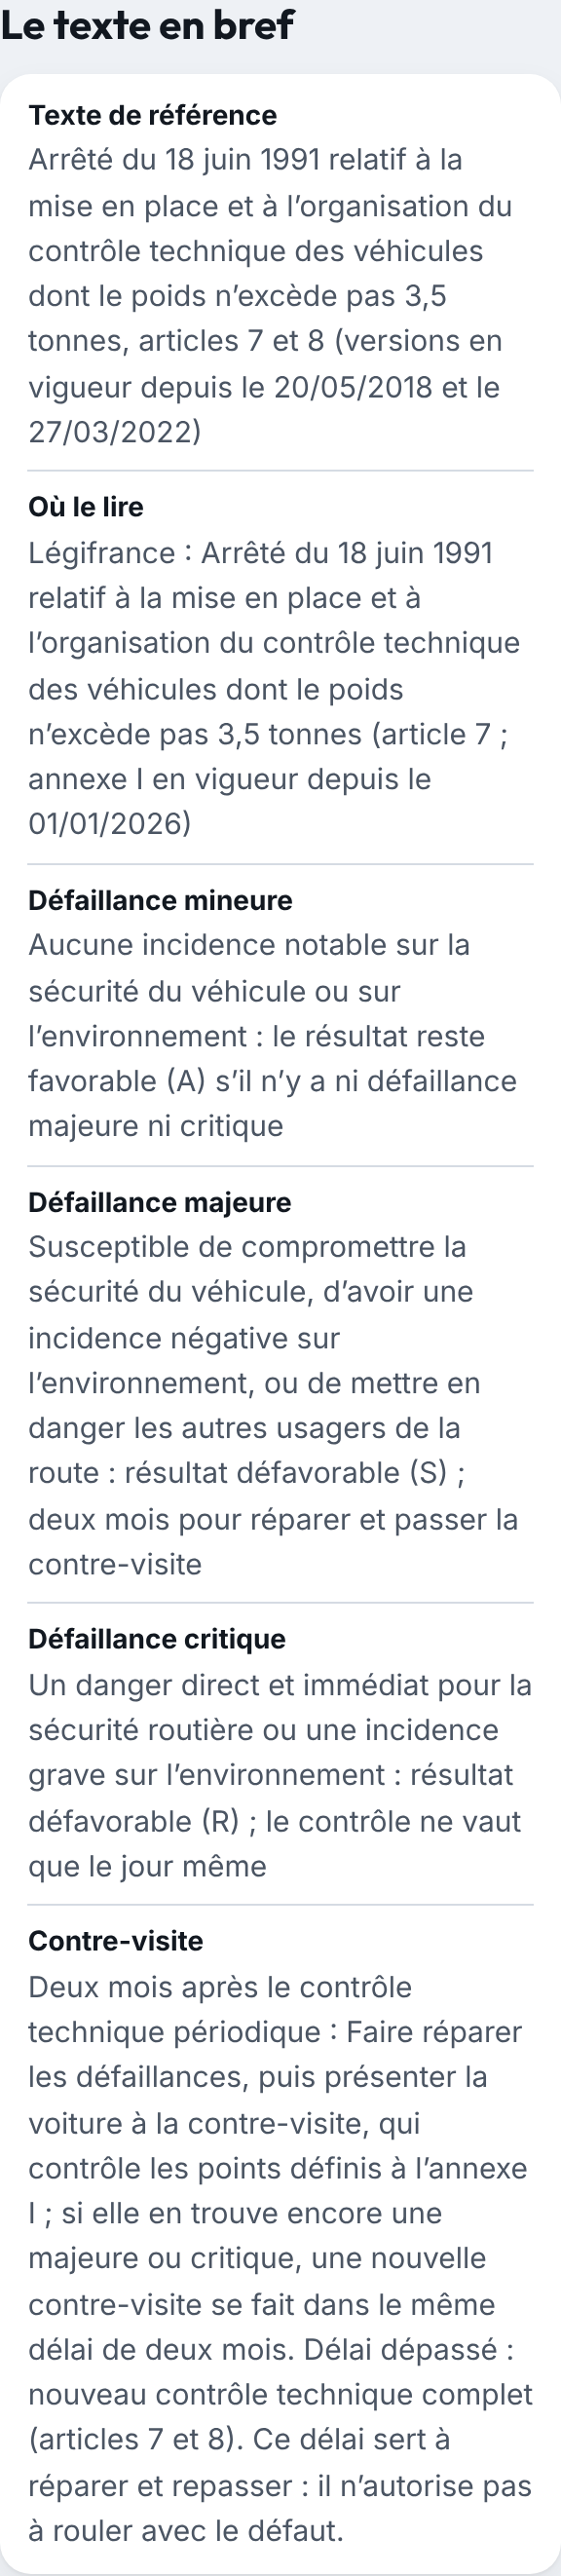 Le texte en bref
Texte de référence
Arrêté du 18 juin 1991 relatif à la
mise en place et à l’organisation du
contrôle technique des véhicules
dont le poids n’excède pas 3,5
tonnes, articles 7 et 8 (versions en
vigueur depuis le 20/05/2018 et le
27/03/2022)
Où le lire
Légifrance : Arrêté du 18 juin 1991
relatif à la mise en place et à
l’organisation du contrôle technique
des véhicules dont le poids
n’excède pas 3,5 tonnes (article 7 ;
annexe I en vigueur depuis le
01/01/2026)
Défaillance mineure
Aucune incidence notable sur la
sécurité du véhicule ou sur
l’environnement : le résultat reste
favorable (A) s’il n’y a ni défaillance
majeure ni critique
Défaillance majeure
Susceptible de compromettre la
sécurité du véhicule, d’avoir une
incidence négative sur
l’environnement, ou de mettre en
danger les autres usagers de la
route : résultat défavorable (S) ;
deux mois pour réparer et passer la
contre-visite
Défaillance critique
Un danger direct et immédiat pour la
sécurité routière ou une incidence
grave sur l’environnement : résultat
défavorable (R) ; le contrôle ne vaut
que le jour même
Contre-visite
Deux mois après le contrôle
technique périodique : Faire réparer
les défaillances, puis présenter la
voiture à la contre-visite, qui
contrôle les points définis à l’annexe
I ; si elle en trouve encore une
majeure ou critique, une nouvelle
contre-visite se fait dans le même
délai de deux mois. Délai dépassé :
nouveau contrôle technique complet
(articles 7 et 8). Ce délai sert à
réparer et repasser : il n’autorise pas
à rouler avec le défaut.